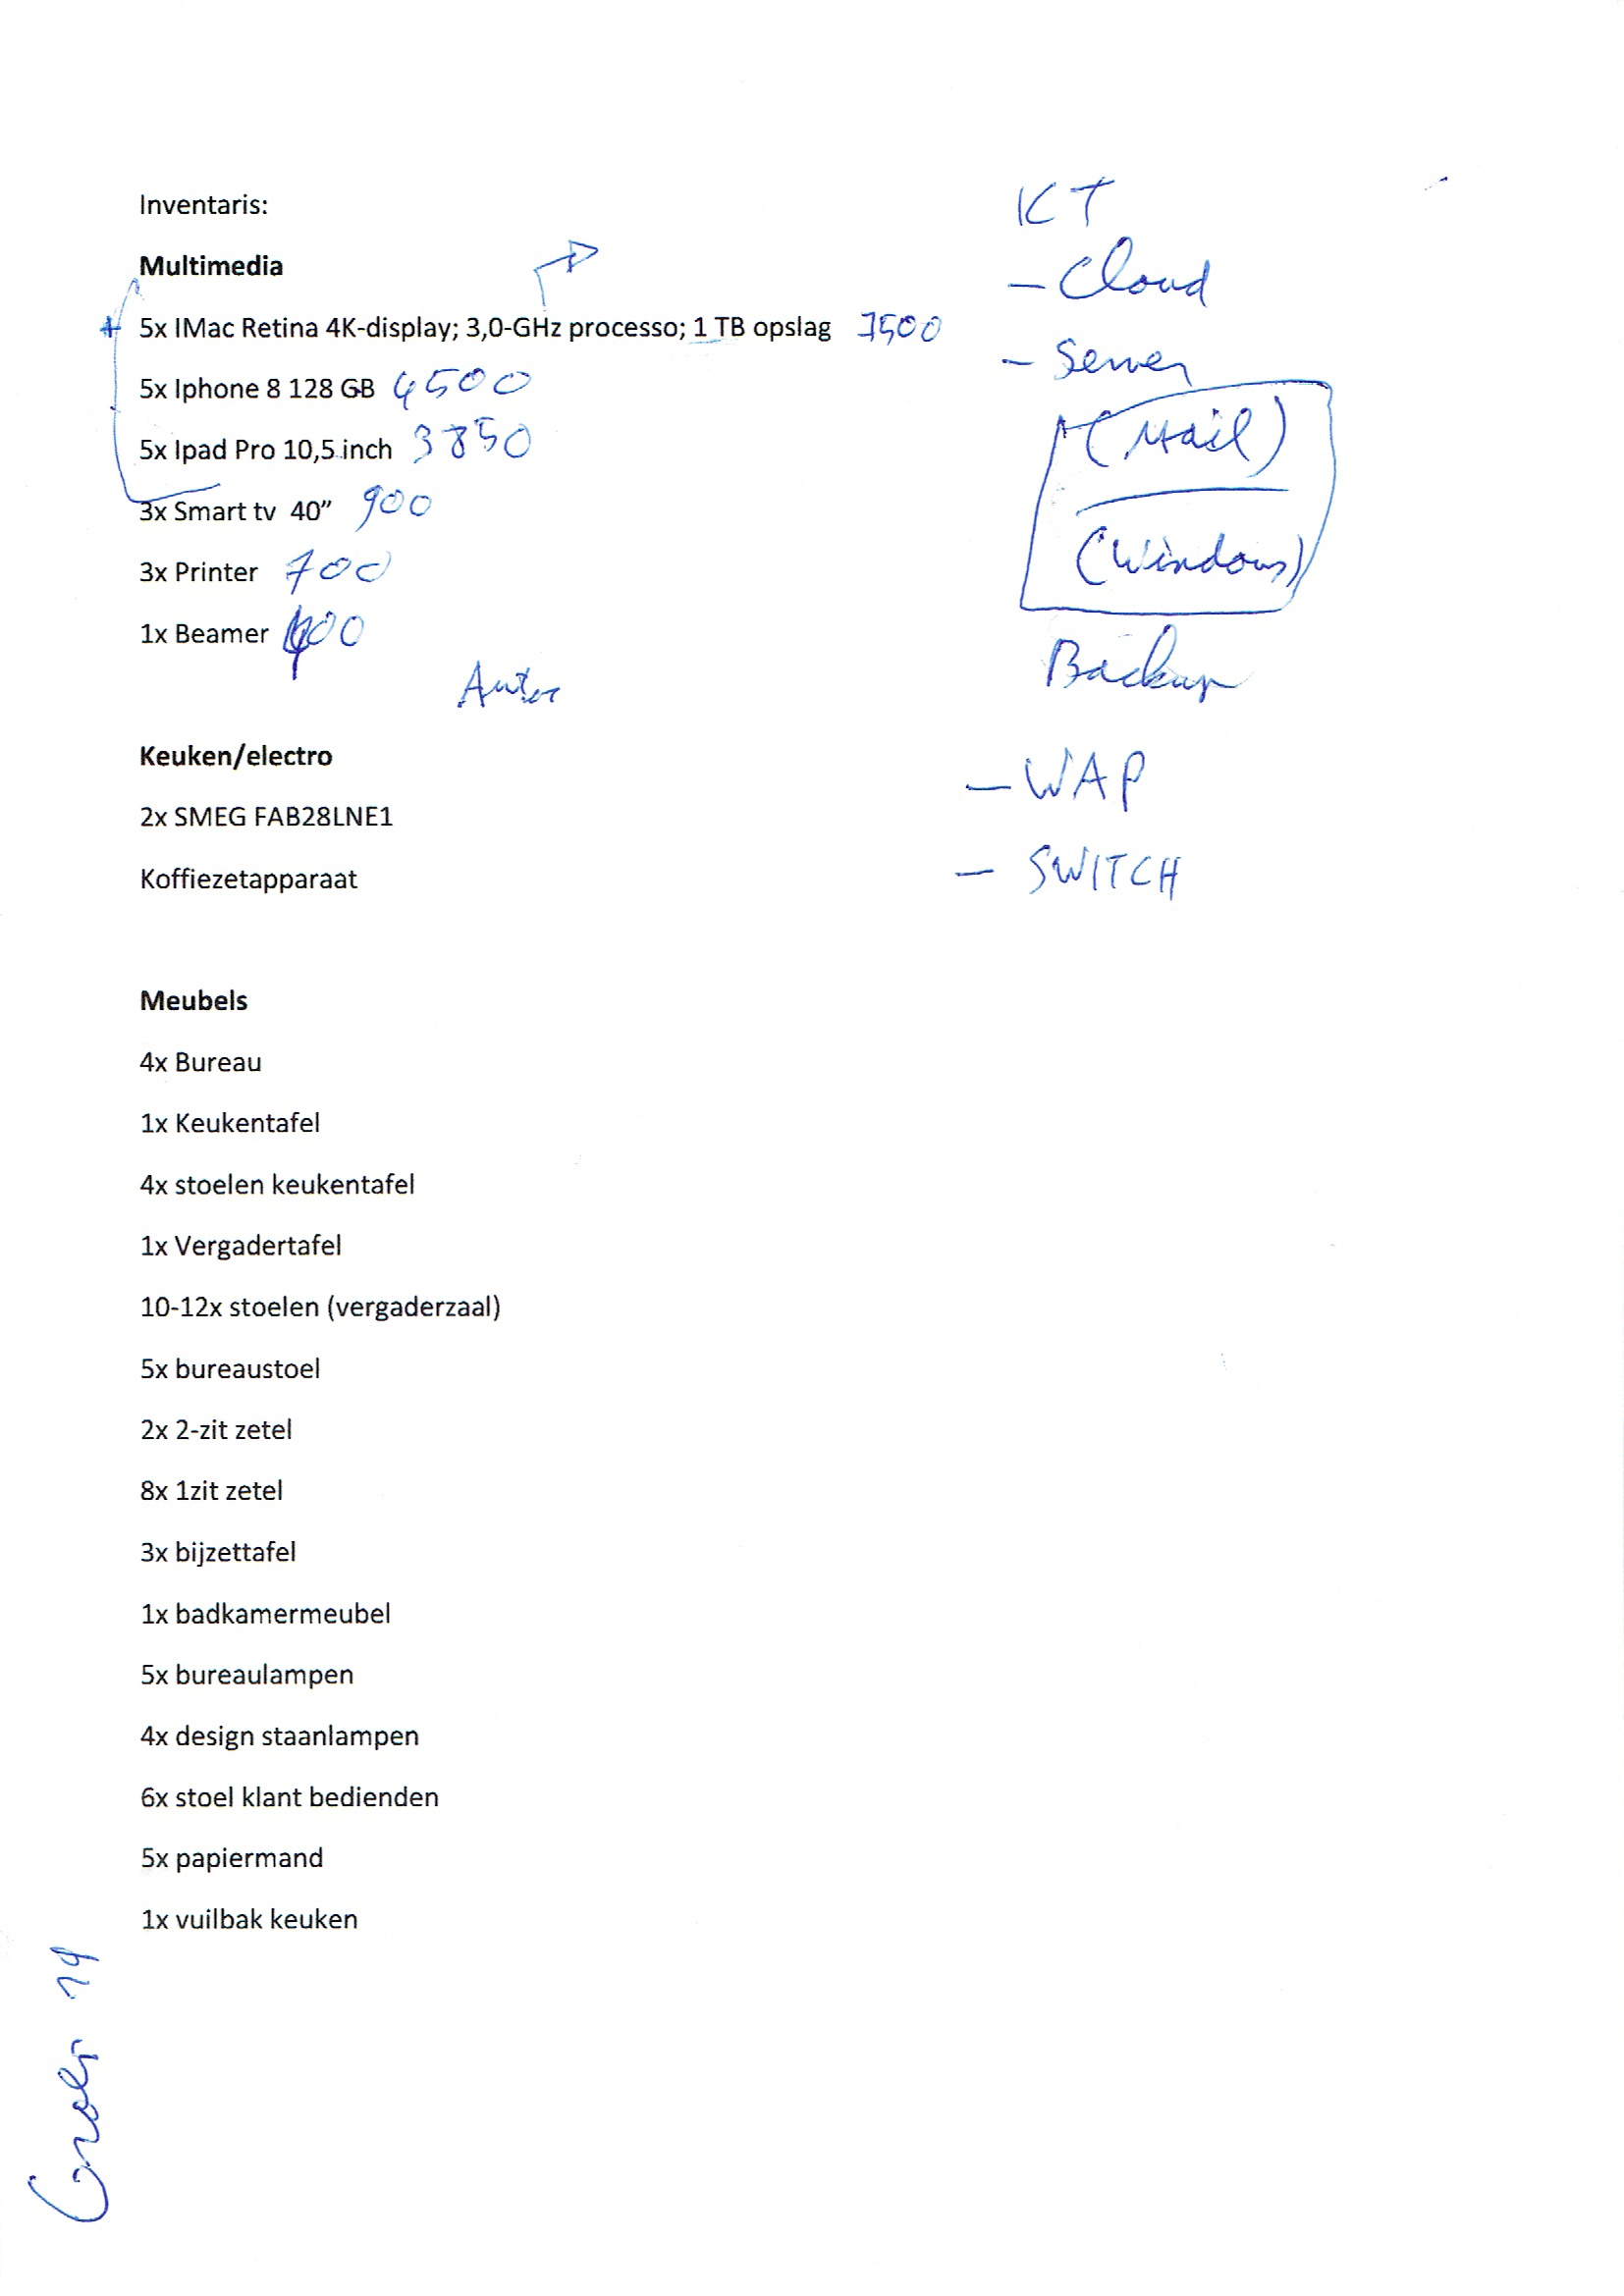 Inventaris:
Multimedia
5x IMac Retina 4K-display; 3,0-GHz processo; 1 TB opslag 7500
5x Iphone 8 128 GB 4500
5x Ipad Pro 10,5 inch 3850
3x Smart tv 40” 900
3x Printer 700
1x Beamer 400
Keuken/electro
2x SMEG FAB28LNE1
Koffiezetapparaat
Meubels
4x Bureau
1x Keukentafel
4x stoelen keukentafel
1x Vergadertafel
10-12x stoelen (vergaderzaal)
5x bureaustoel
2x 2-zit zetel
8x 1zit zetel
3x bijzettafel
1x badkamermeubel
5x bureaulampen
4x design staanlampen
6x stoel klant bedienden
5x papiermand
1x vuilbak keuken
- Cloud
- Server
(Mail)
(Windows)
Backup
- WAP
- SWITCH
19